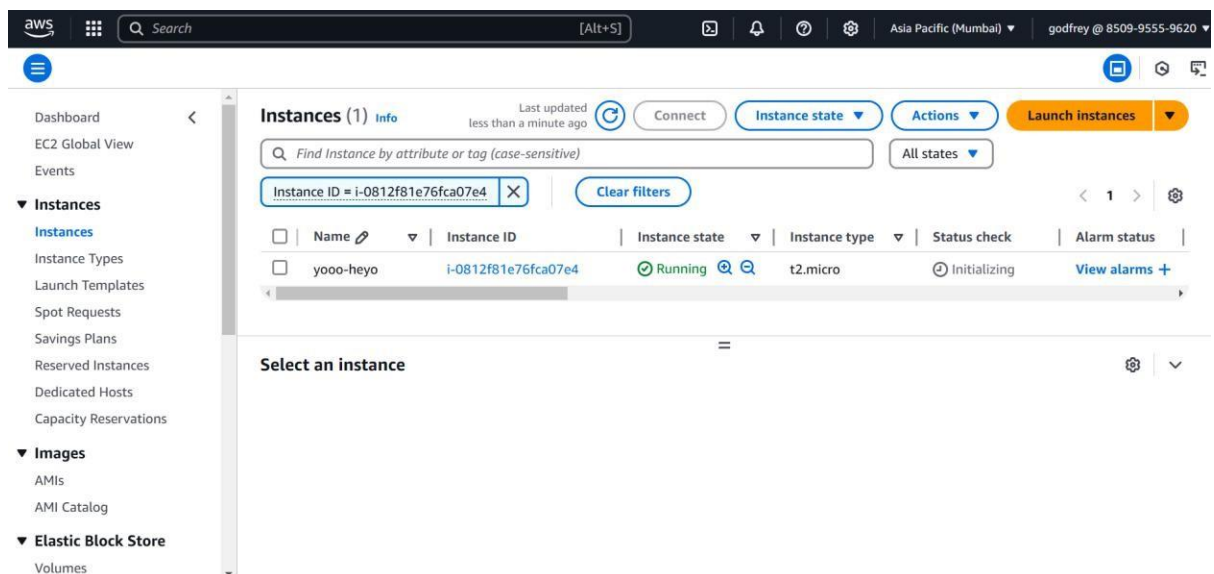 aws Search [Alt+S] Asia Pacific (Mumbai) godfrey @ 8509-9555-9620
Dashboard
EC2 Global View
Events
Instances
Instances
Instance Types
Launch Templates
Spot Requests
Savings Plans
Reserved Instances
Dedicated Hosts
Capacity Reservations
Images
AMIs
AMI Catalog
Elastic Block Store
Volumes
Instances (1) Info
Last updated
less than a minute ago
Connect Instance state Actions Launch instances
Find Instance by attribute or tag (case-sensitive) All states
Instance ID = i-0812f81e76fca07e4 Clear filters 1
Name Instance ID Instance state Instance type Status check Alarm status
yooo-heyo i-0812f81e76fca07e4 Running t2.micro Initializing View alarms +
Select an instance